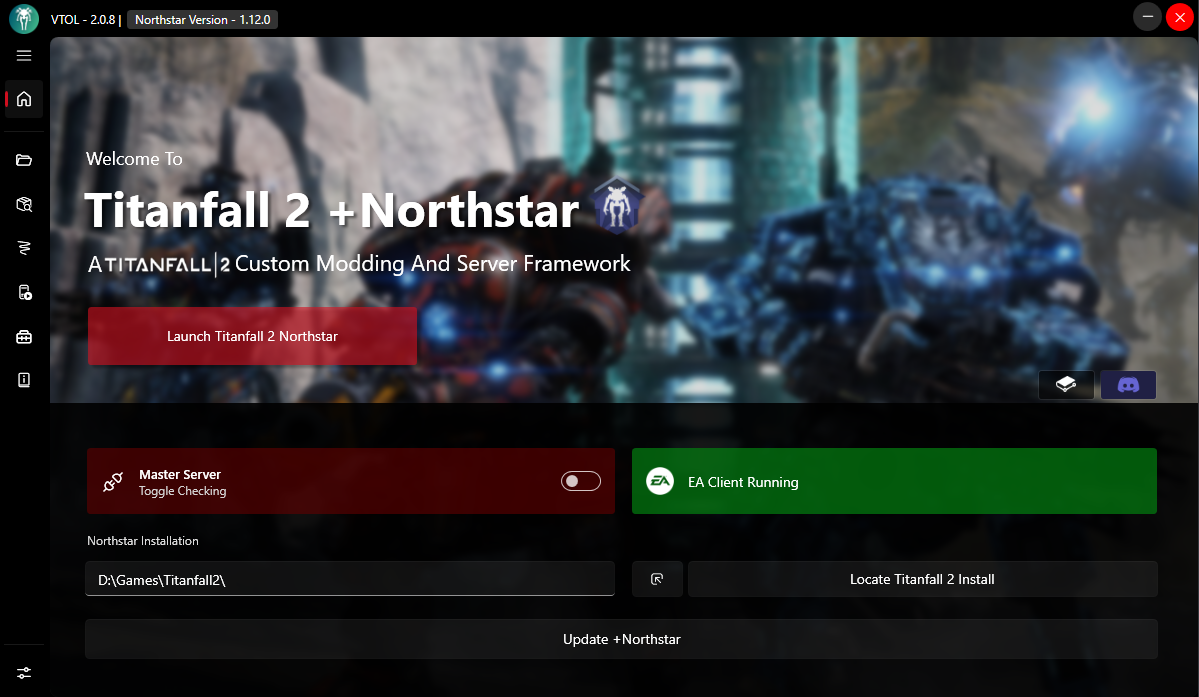 VTOL - 2.0.8 | Northstar Version - 1.12.0
Welcome To
Titanfall 2 +Northstar
A TITANFALL|2 Custom Modding And Server Framework
Launch Titanfall 2 Northstar
Master Server
Toggle Checking
EA EA Client Running
Northstar Installation
D:\Games\Titanfall2\
Locate Titanfall 2 Install
Update +Northstar